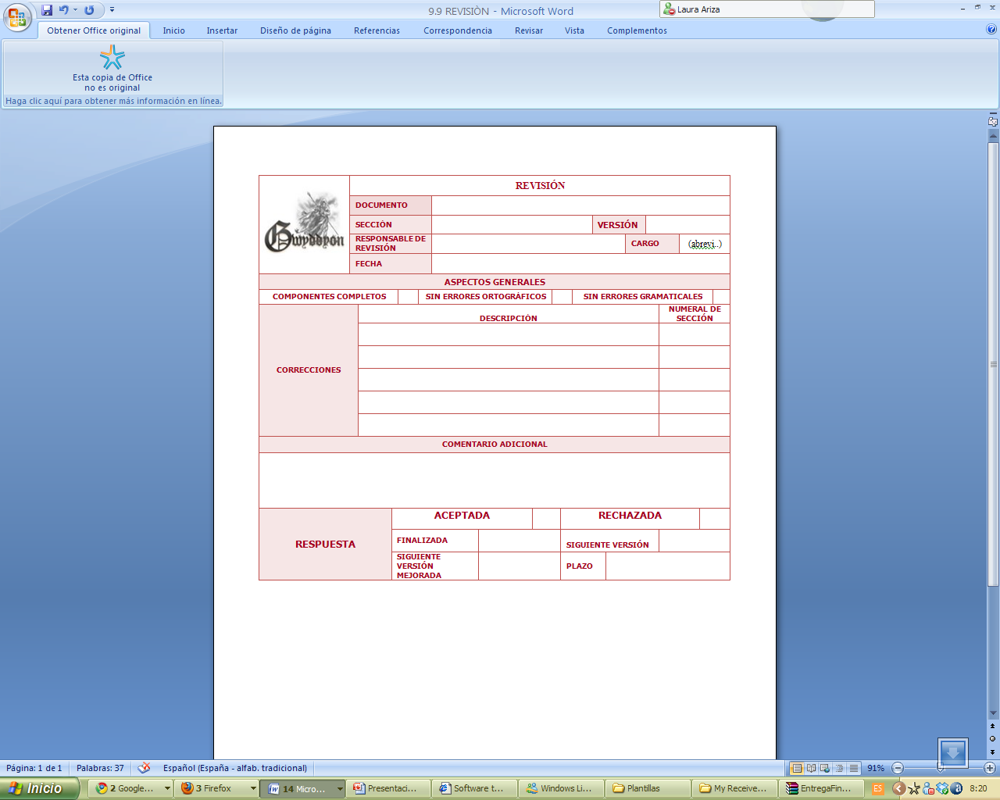 9.9 REVISIÒN - Microsoft Word
Laura Ariza
Obtener Office original
Inicio
Insertar
Diseño de página
Referencias
Correspondencia
Revisar
Vista
Complementos
Esta copia de Office
no es original
Haga clic aquí para obtener más información en línea.
Gwyddyon
REVISIÓN
DOCUMENTO
SECCIÓN
VERSIÓN
RESPONSABLE DE
REVISIÓN
CARGO
(abrevi..)
FECHA
ASPECTOS GENERALES
COMPONENTES COMPLETOS
SIN ERRORES ORTOGRÁFICOS
SIN ERRORES GRAMATICALES
CORRECCIONES
DESCRIPCIÓN
NUMERAL DE
SECCIÓN
COMENTARIO ADICIONAL
RESPUESTA
ACEPTADA
RECHAZADA
FINALIZADA
SIGUIENTE VERSIÓN
SIGUIENTE
VERSIÓN
MEJORADA
PLAZO
Página: 1 de 1
Palabras: 37
Español (España - alfab. tradicional)
91%
Inicio
2 Google...
3 Firefox
14 Micro...
Presentaci...
Software t...
Windows Li...
Plantillas
My Receive...
EntregaFin...
ES
8:20